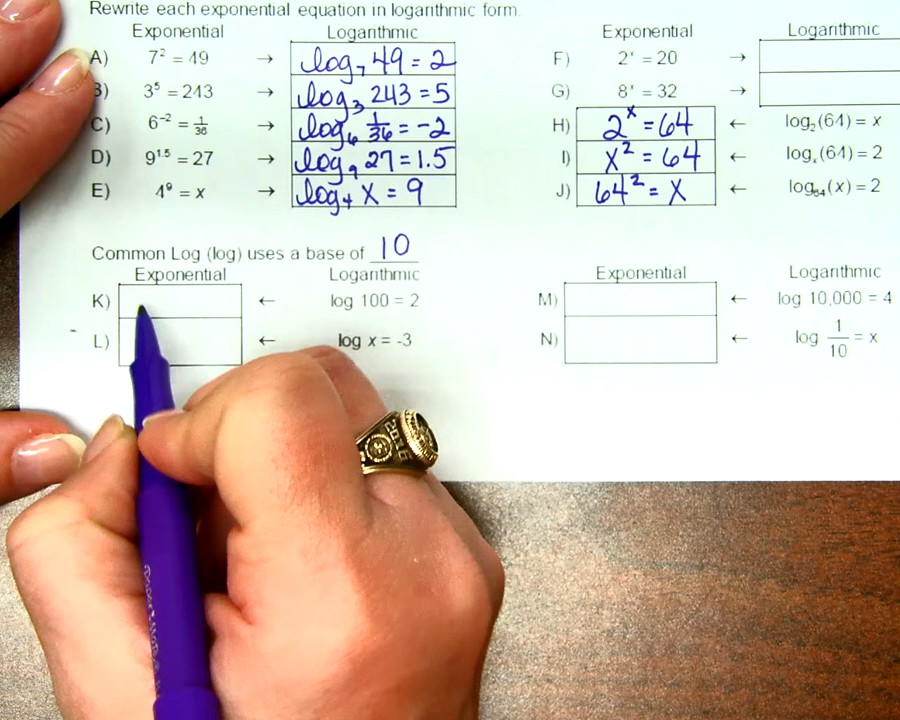 Rewrite each exponential equation in logarithmic form.
Exponential Logarithmic Exponential Logarithmic
A) 7² = 49 → log₇ 49 = 2 F) 2ˣ = 20 →
B) 3⁵ = 243 → log₃ 243 = 5 G) 8ˣ = 32 →
C) 6⁻² = 1/36 → log₆ 1/36 = -2 H) 2ˣ = 64 ← log₂(64) = x
D) 9¹·⁵ = 27 → log₉ 27 = 1.5 I) x² = 64 ← logₓ(64) = 2
E) 4⁹ = x → log₄ x = 9 J) 64² = x ← log₆₄(x) = 2
Common Log (log) uses a base of 10
Exponential Logarithmic Exponential Logarithmic
K) ← log 100 = 2 M) ← log 10,000 = 4
L) ← log x = -3 N) ← log 1/10 = x
2016